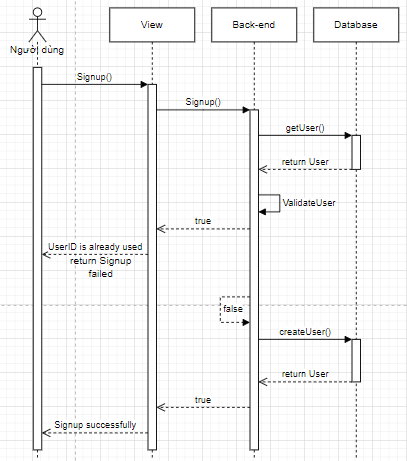 View
Back-end
Database
Người dùng
Signup()
Signup()
getUser()
return User
ValidateUser
true
UserID is already used
return Signup
failed
false
createUser()
return User
true
Signup successfully